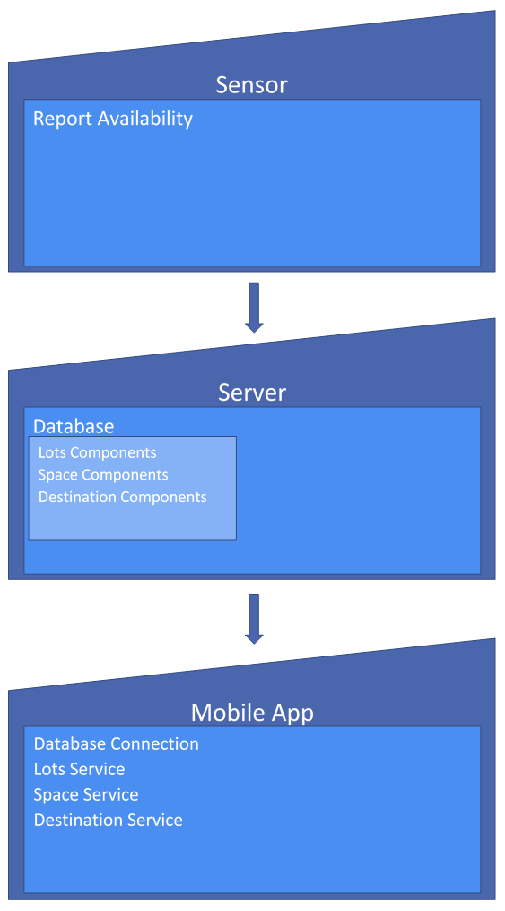 Sensor
Report Availability
Server
Database
Lots Components
Space Components
Destination Components
Mobile App
Database Connection
Lots Service
Space Service
Destination Service